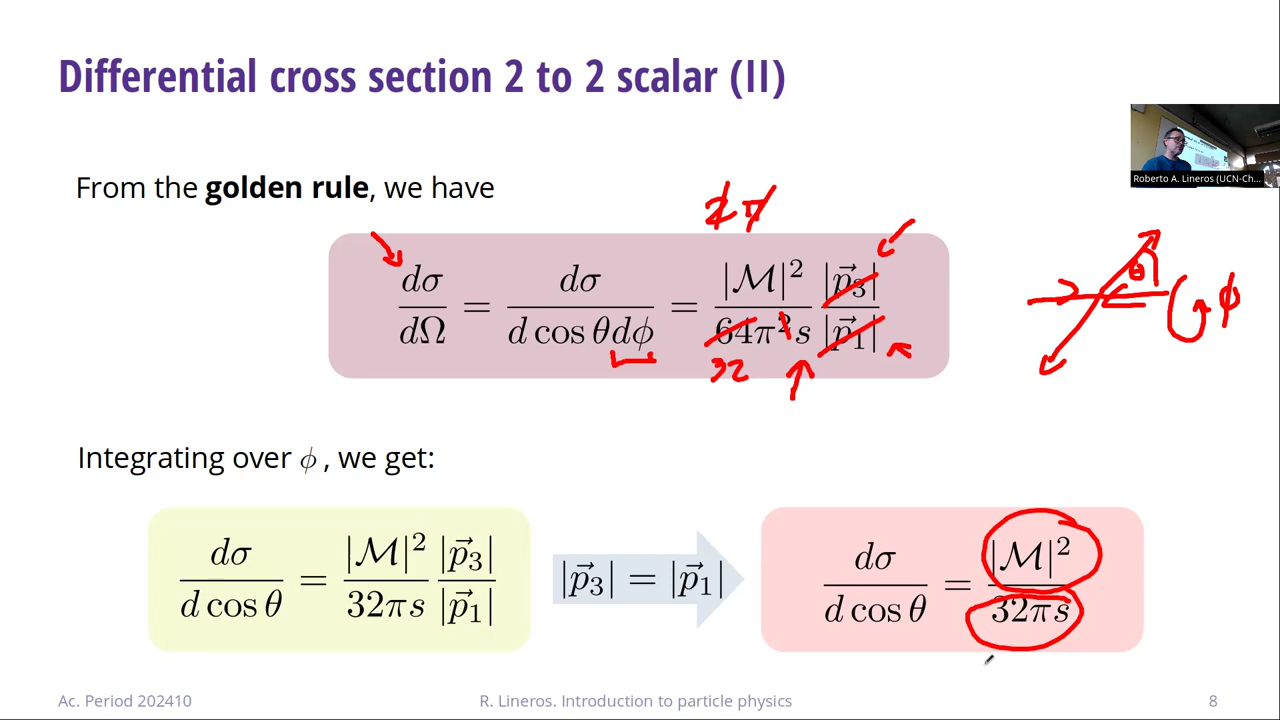 Differential cross section 2 to 2 scalar (II)
Roberto A. Lineros (UCN-Ch...
From the golden rule, we have
2π
dσ/dΩ = dσ/(d cos θdϕ) = |M|²/(64π²s) |p⃗₃|/|p⃗₁|
32
θ
ϕ
Integrating over ϕ , we get:
dσ/(d cos θ) = |M|²/(32πs) |p⃗₃|/|p⃗₁|
|p⃗₃| = |p⃗₁|
dσ/(d cos θ) = |M|²/(32πs)
Ac. Period 202410
R. Lineros. Introduction to particle physics
8